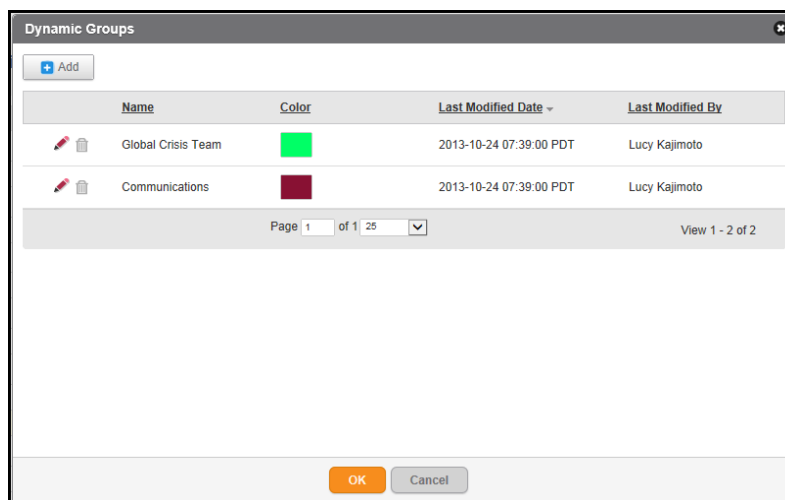 Dynamic Groups
Add
Name Color Last Modified Date Last Modified By
Global Crisis Team 2013-10-24 07:39:00 PDT Lucy Kajimoto
Communications 2013-10-24 07:39:00 PDT Lucy Kajimoto
Page 1 of 1 25 View 1 - 2 of 2
OK Cancel